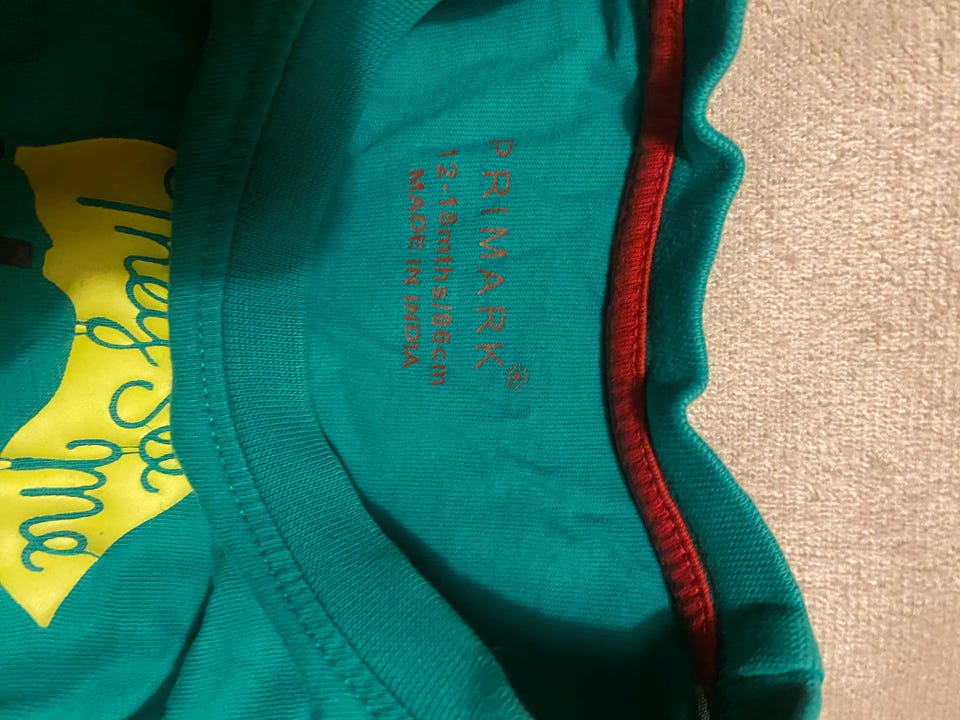 PRIMARK®
12-18mths/86cm
MADE IN INDIA
they See
me